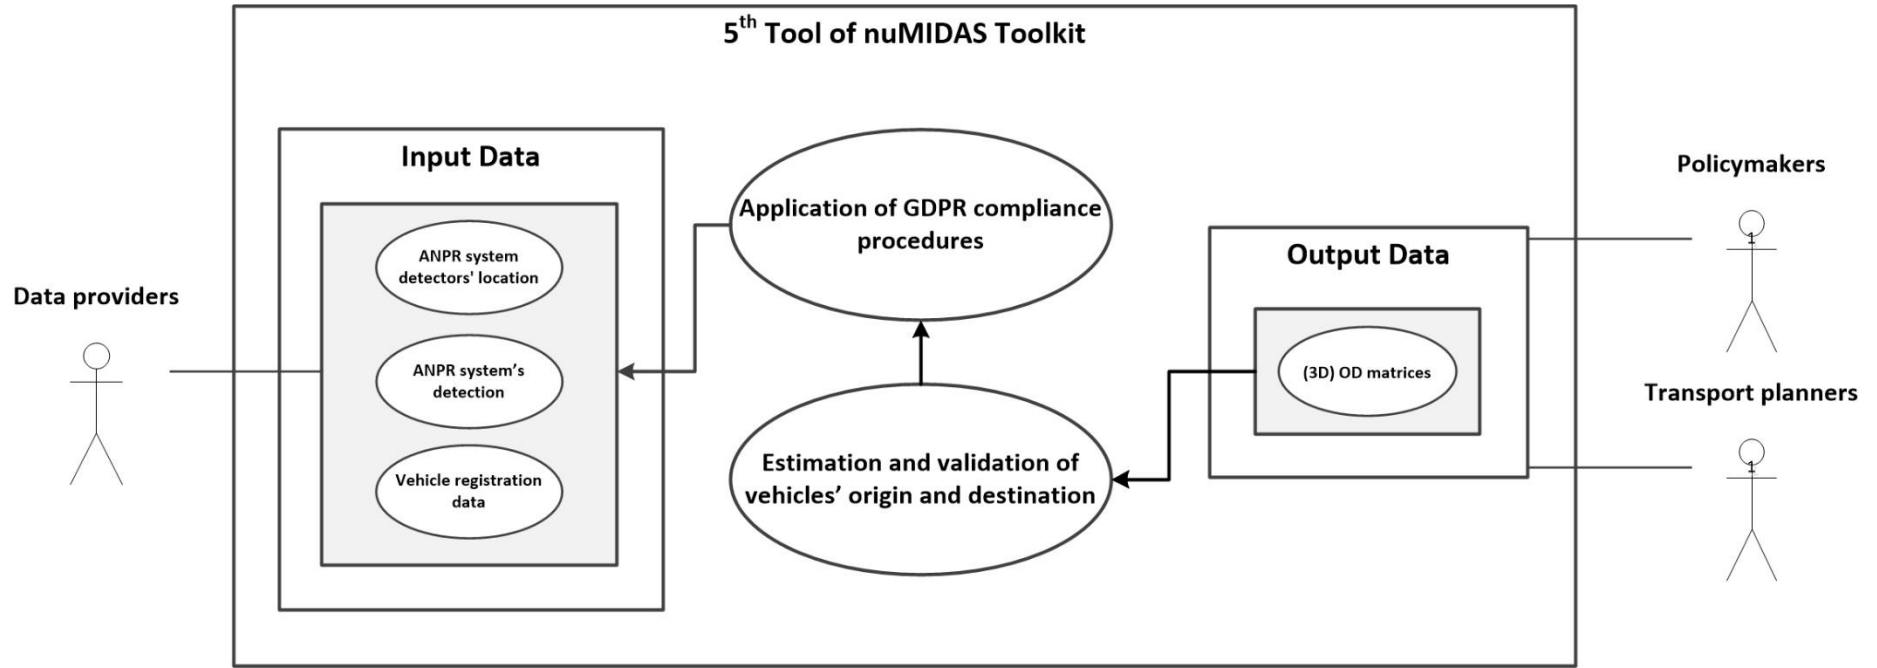 5th Tool of nuMIDAS Toolkit
Data providers
Input Data
ANPR system
detectors' location
ANPR system’s
detection
Vehicle registration
data
Application of GDPR compliance
procedures
Estimation and validation of
vehicles’ origin and destination
Output Data
(3D) OD matrices
Policymakers
1
Transport planners
1